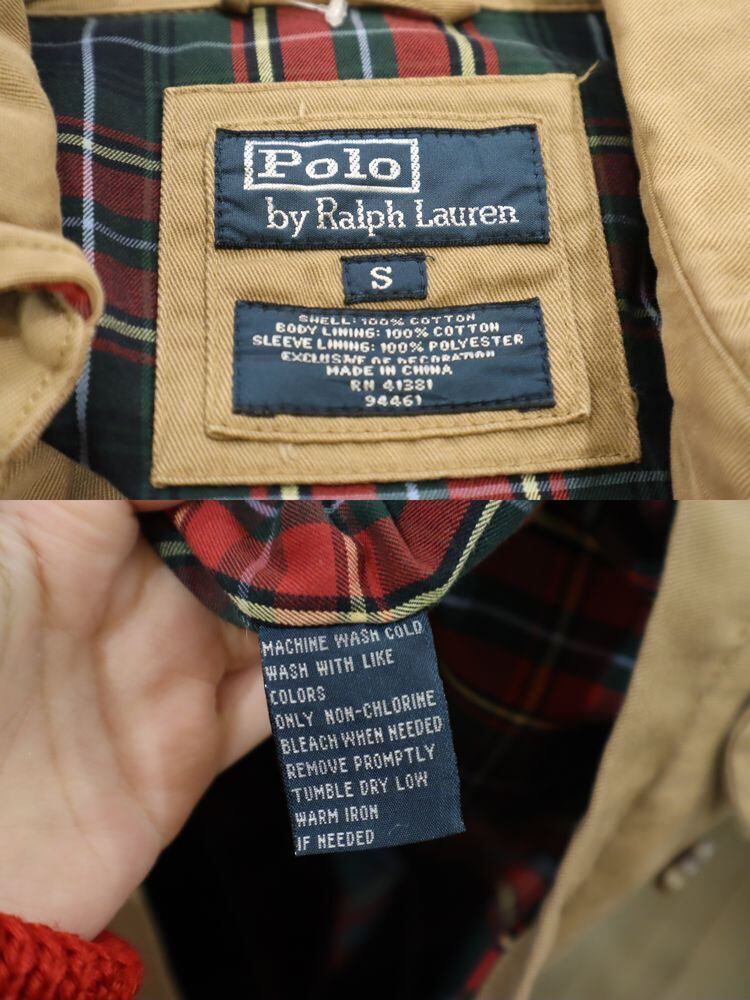 Polo
by Ralph Lauren
S
SHELL: 100% COTTON
BODY LINING: 100% COTTON
SLEEVE LINING: 100% POLYESTER
EXCLUSIVE OF DECORATION
MADE IN CHINA
RN 41381
94461
MACHINE WASH COLD
WASH WITH LIKE
COLORS
ONLY NON-CHLORINE
BLEACH WHEN NEEDED
REMOVE PROMPTLY
TUMBLE DRY LOW
WARM IRON
IF NEEDED